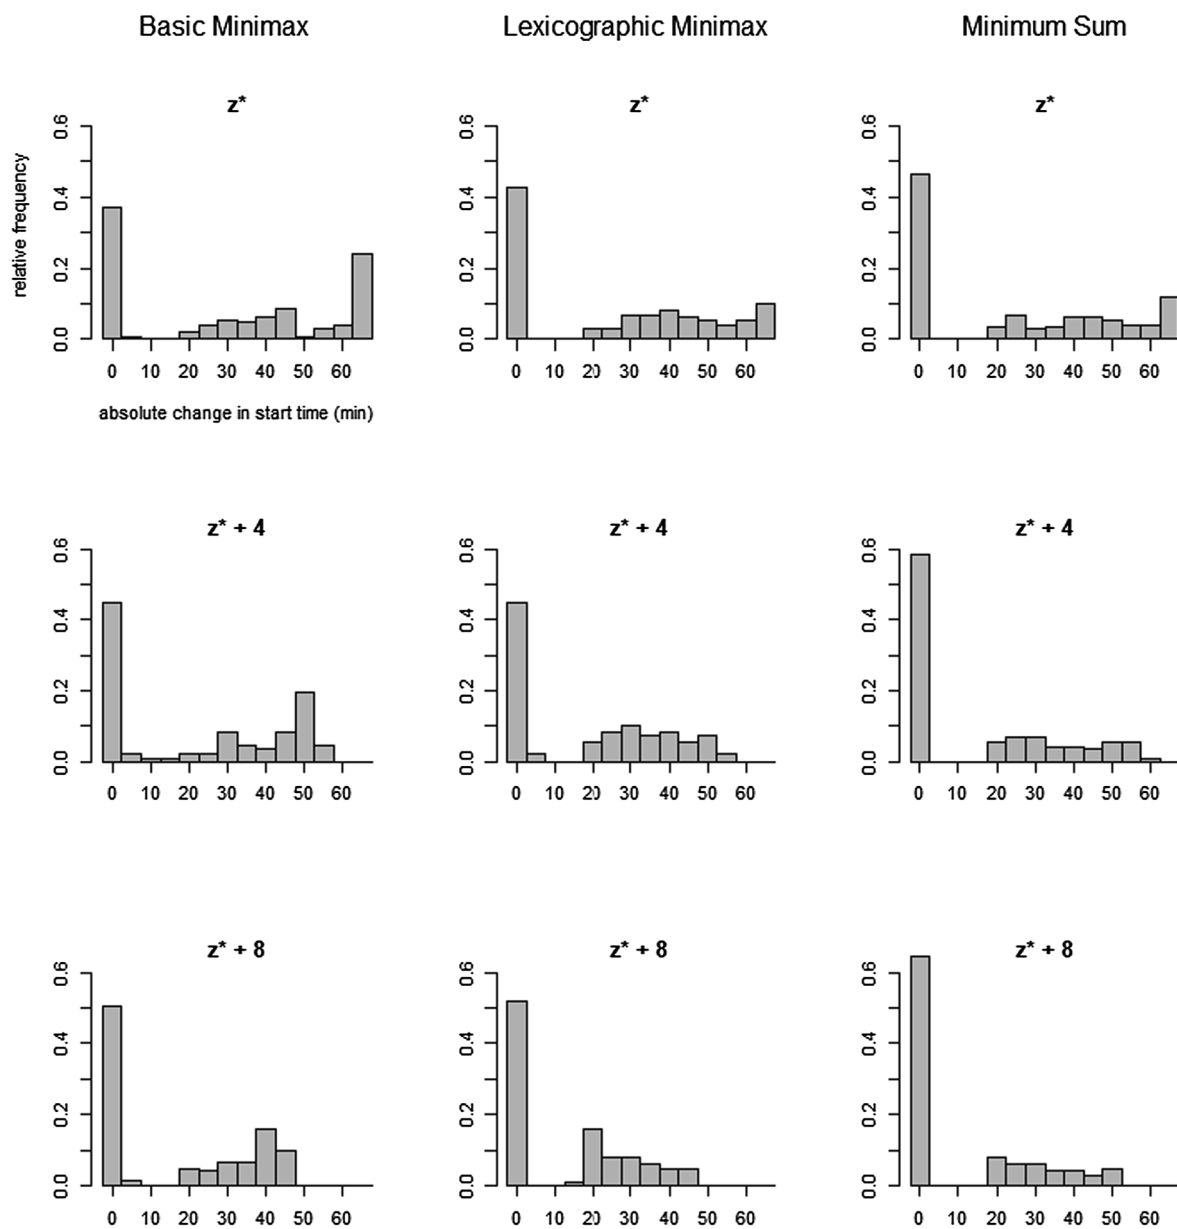 Basic Minimax Lexicographic Minimax Minimum Sum
z* z* z*
relative frequency
0.6 0.6 0.6
0.4 0.4 0.4
0.2 0.2 0.2
0.0 0.0 0.0
0 10 20 30 40 50 60 0 10 20 30 40 50 60 0 10 20 30 40 50 60
absolute change in start time (min)
z* + 4 z* + 4 z* + 4
0.6 0.6 0.6
0.4 0.4 0.4
0.2 0.2 0.2
0.0 0.0 0.0
0 10 20 30 40 50 60 0 10 20 30 40 50 60 0 10 20 30 40 50 60
z* + 8 z* + 8 z* + 8
0.6 0.6 0.6
0.4 0.4 0.4
0.2 0.2 0.2
0.0 0.0 0.0
0 10 20 30 40 50 60 0 10 20 30 40 50 60 0 10 20 30 40 50 60